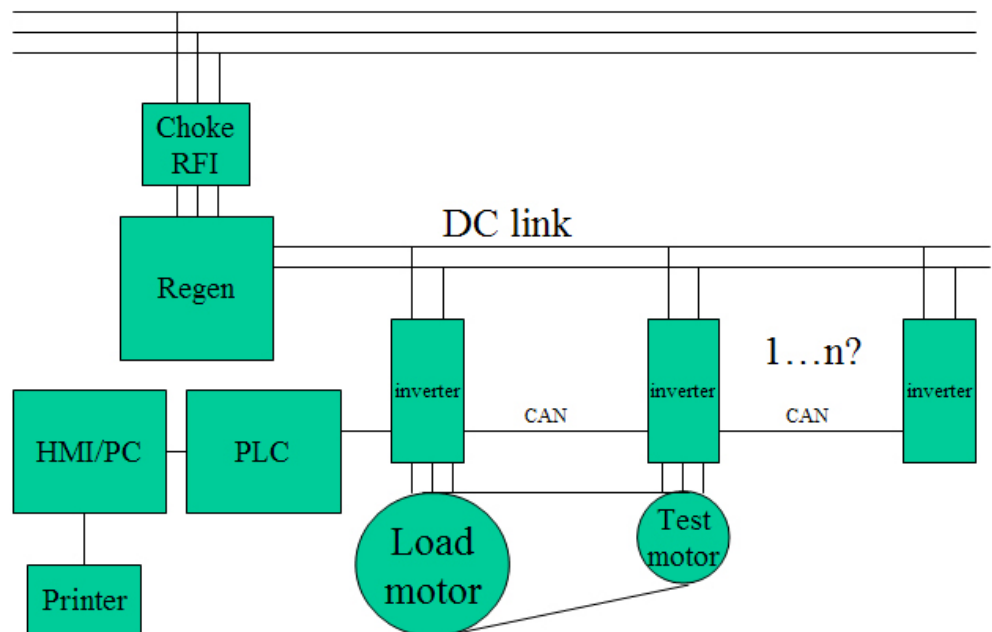 Choke
RFI
DC link
Regen
inverter
inverter
1…n?
inverter
CAN
CAN
HMI/PC
PLC
Load
motor
Test
motor
Printer